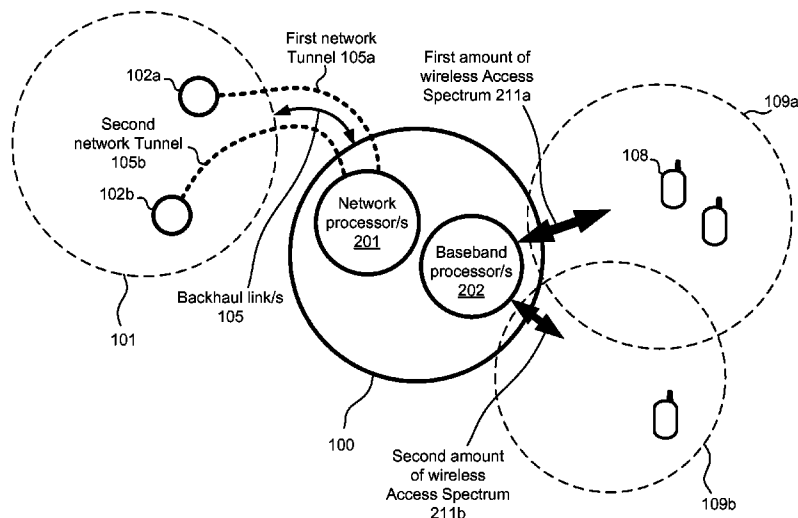 First network
Tunnel 105a
102a
Second
network Tunnel
105b
102b
101
Backhaul link/s
105
Network
processor/s
201
Baseband
processor/s
202
100
First amount of
wireless Access
Spectrum 211a
109a
108
Second amount
of wireless
Access Spectrum
211b
109b